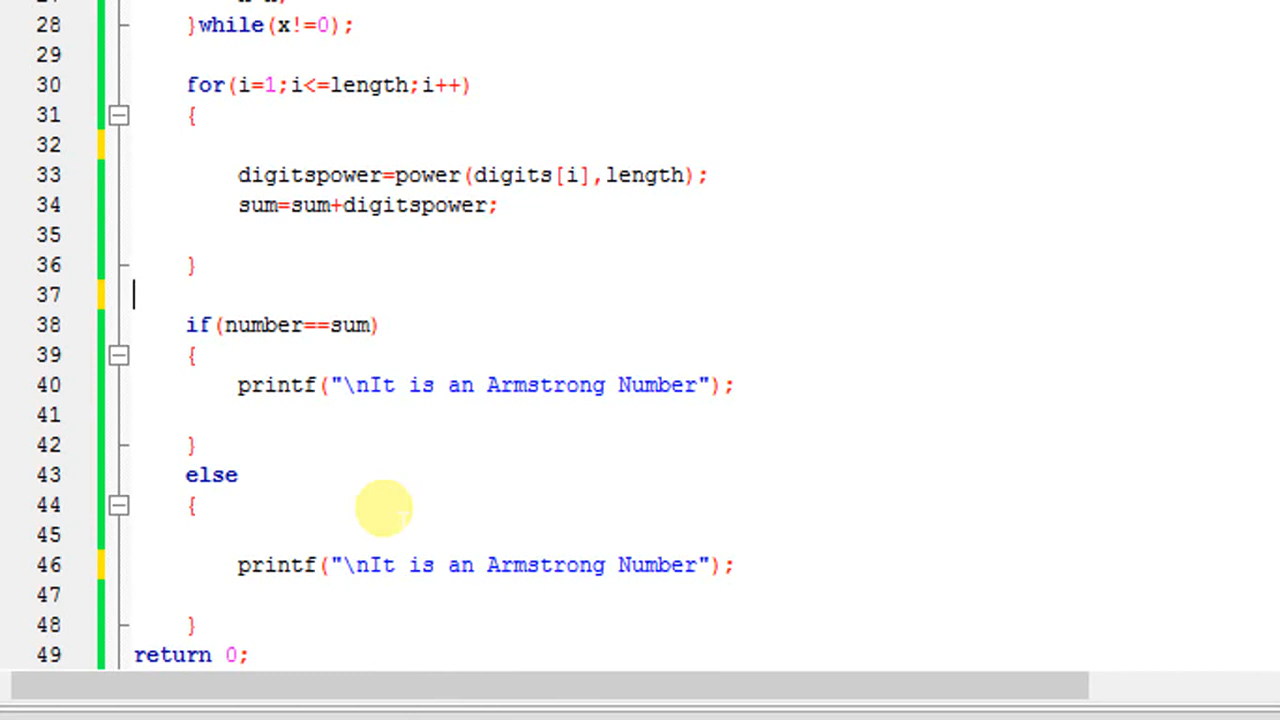 28 }while(x!=0);
29
30 for(i=1;i<=length;i++)
31 {
32
33 digitspower=power(digits[i],length);
34 sum=sum+digitspower;
35
36 }
37
38 if(number==sum)
39 {
40 printf("\nIt is an Armstrong Number");
41
42 }
43 else
44 {
45
46 printf("\nIt is an Armstrong Number");
47
48 }
49 return 0;